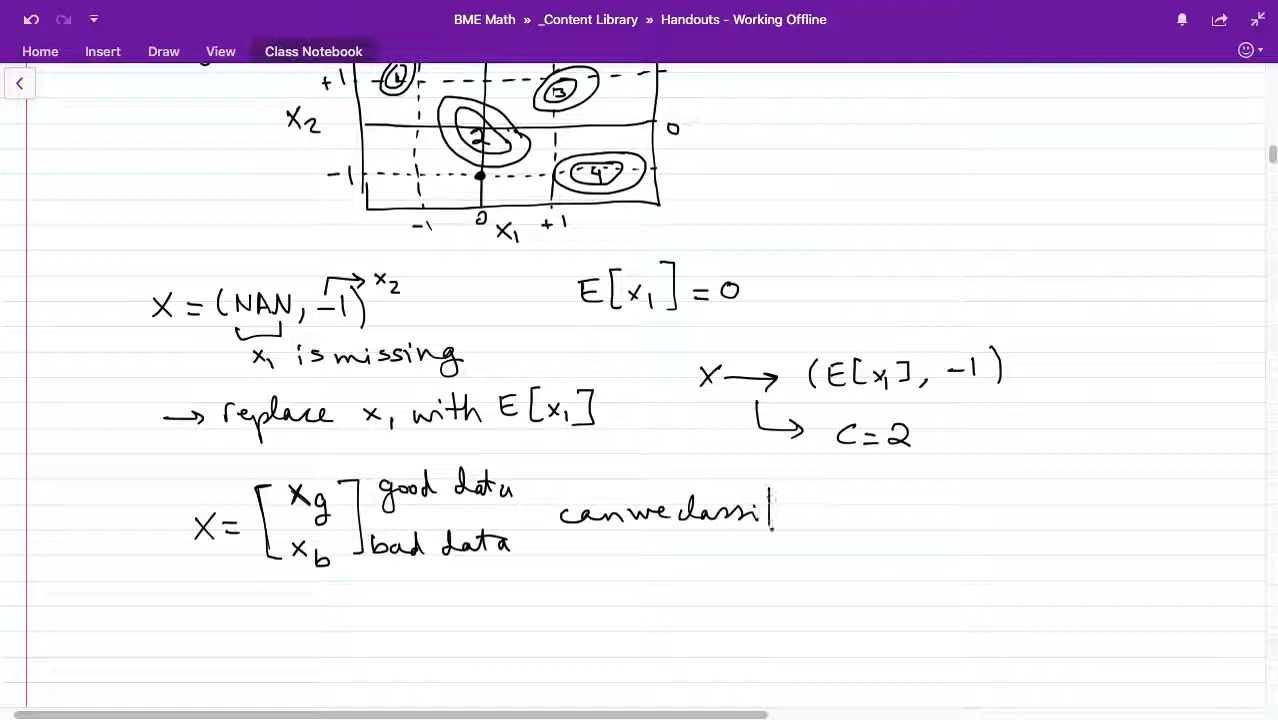 BME Math » _Content Library » Handouts - Working Offline
Home Insert Draw View Class Notebook
+1 1 3
X2 2 0
-1 4
-1 0 X1 +1
X = (NAN, -1) x2 E[x1] = 0
x1 is missing
X → (E[x1], -1)
→ replace x1 with E[x1]
C = 2
X = [xg xb] good data
can we classi
bad data